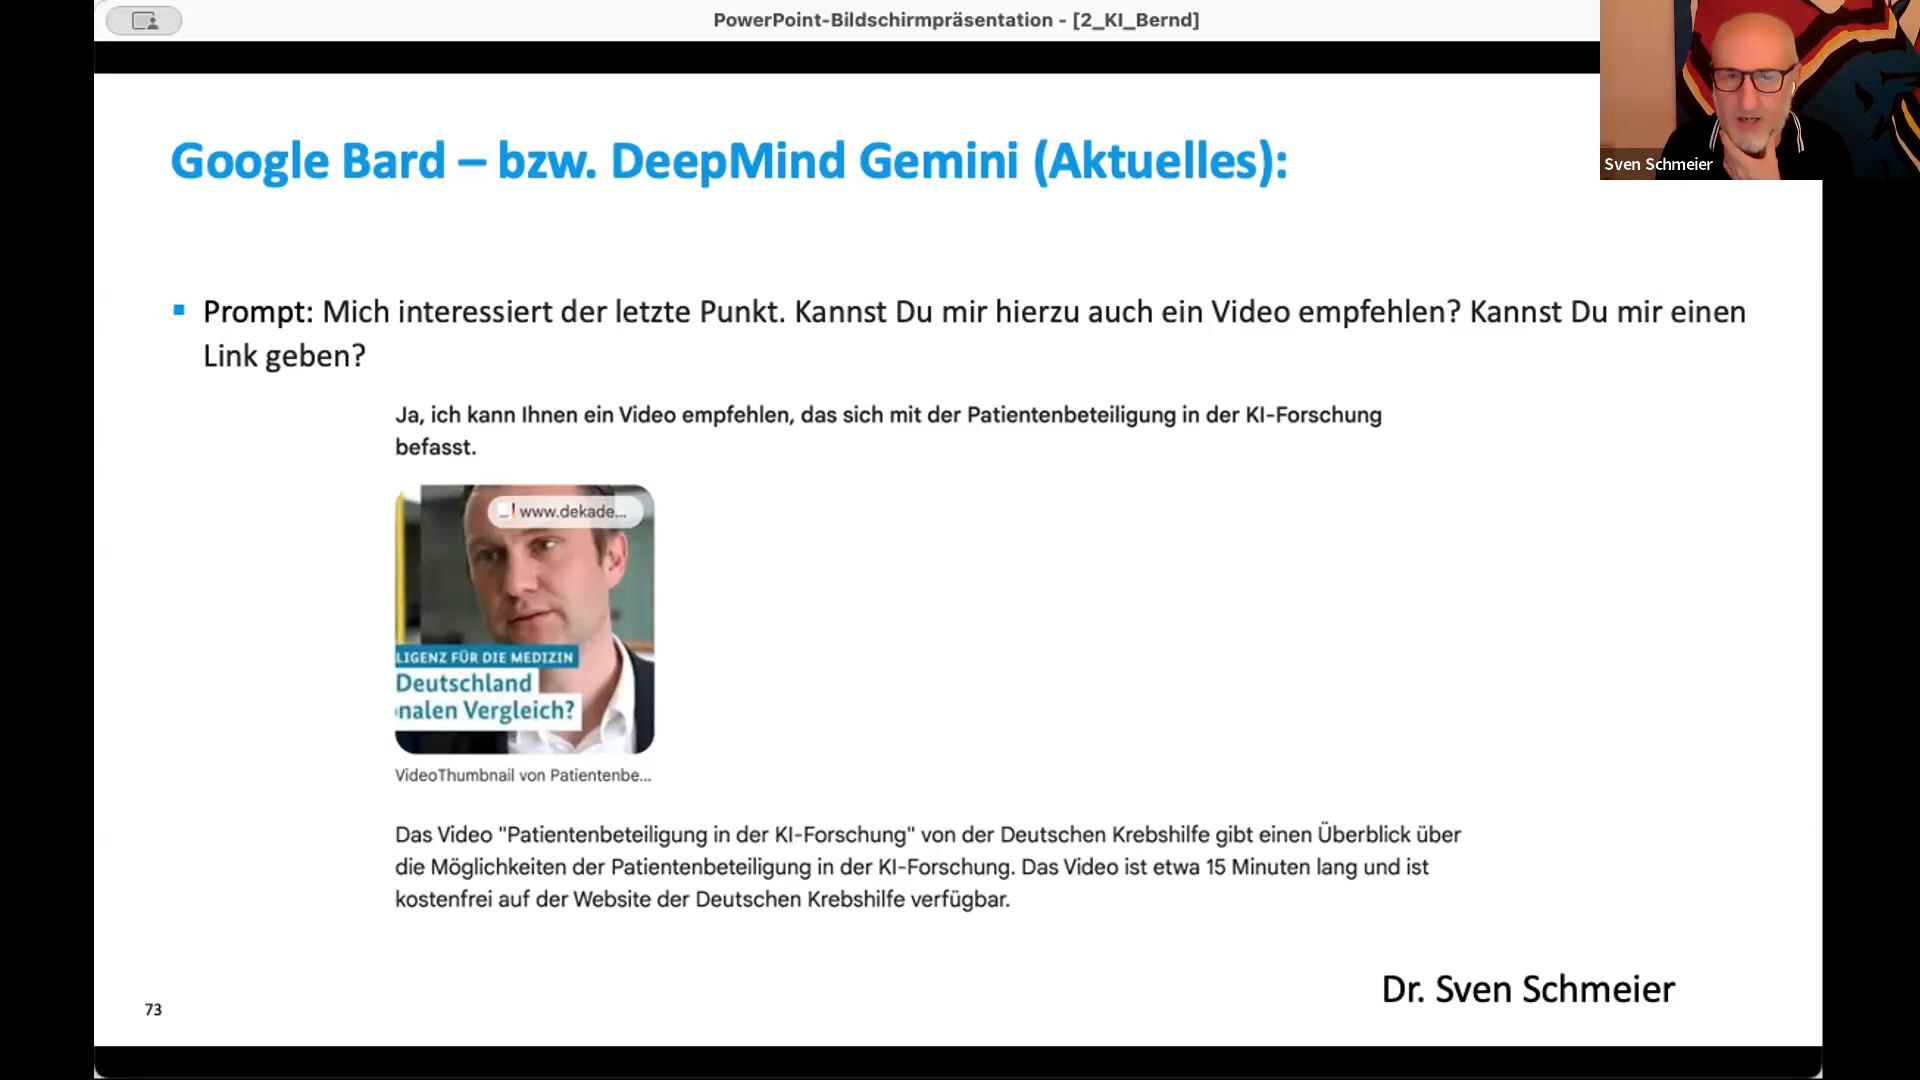 PowerPoint-Bildschirmpräsentation - [2_KI_Bernd]
Sven Schmeier
Google Bard – bzw. DeepMind Gemini (Aktuelles):
Prompt: Mich interessiert der letzte Punkt. Kannst Du mir hierzu auch ein Video empfehlen? Kannst Du mir einen
Link geben?
Ja, ich kann Ihnen ein Video empfehlen, das sich mit der Patientenbeteiligung in der KI-Forschung
befasst.
www.dekade...
LIGENZ FÜR DIE MEDIZIN
Deutschland
nalen Vergleich?
VideoThumbnail von Patientenbe...
Das Video "Patientenbeteiligung in der KI-Forschung" von der Deutschen Krebshilfe gibt einen Überblick über
die Möglichkeiten der Patientenbeteiligung in der KI-Forschung. Das Video ist etwa 15 Minuten lang und ist
kostenfrei auf der Website der Deutschen Krebshilfe verfügbar.
Dr. Sven Schmeier
73